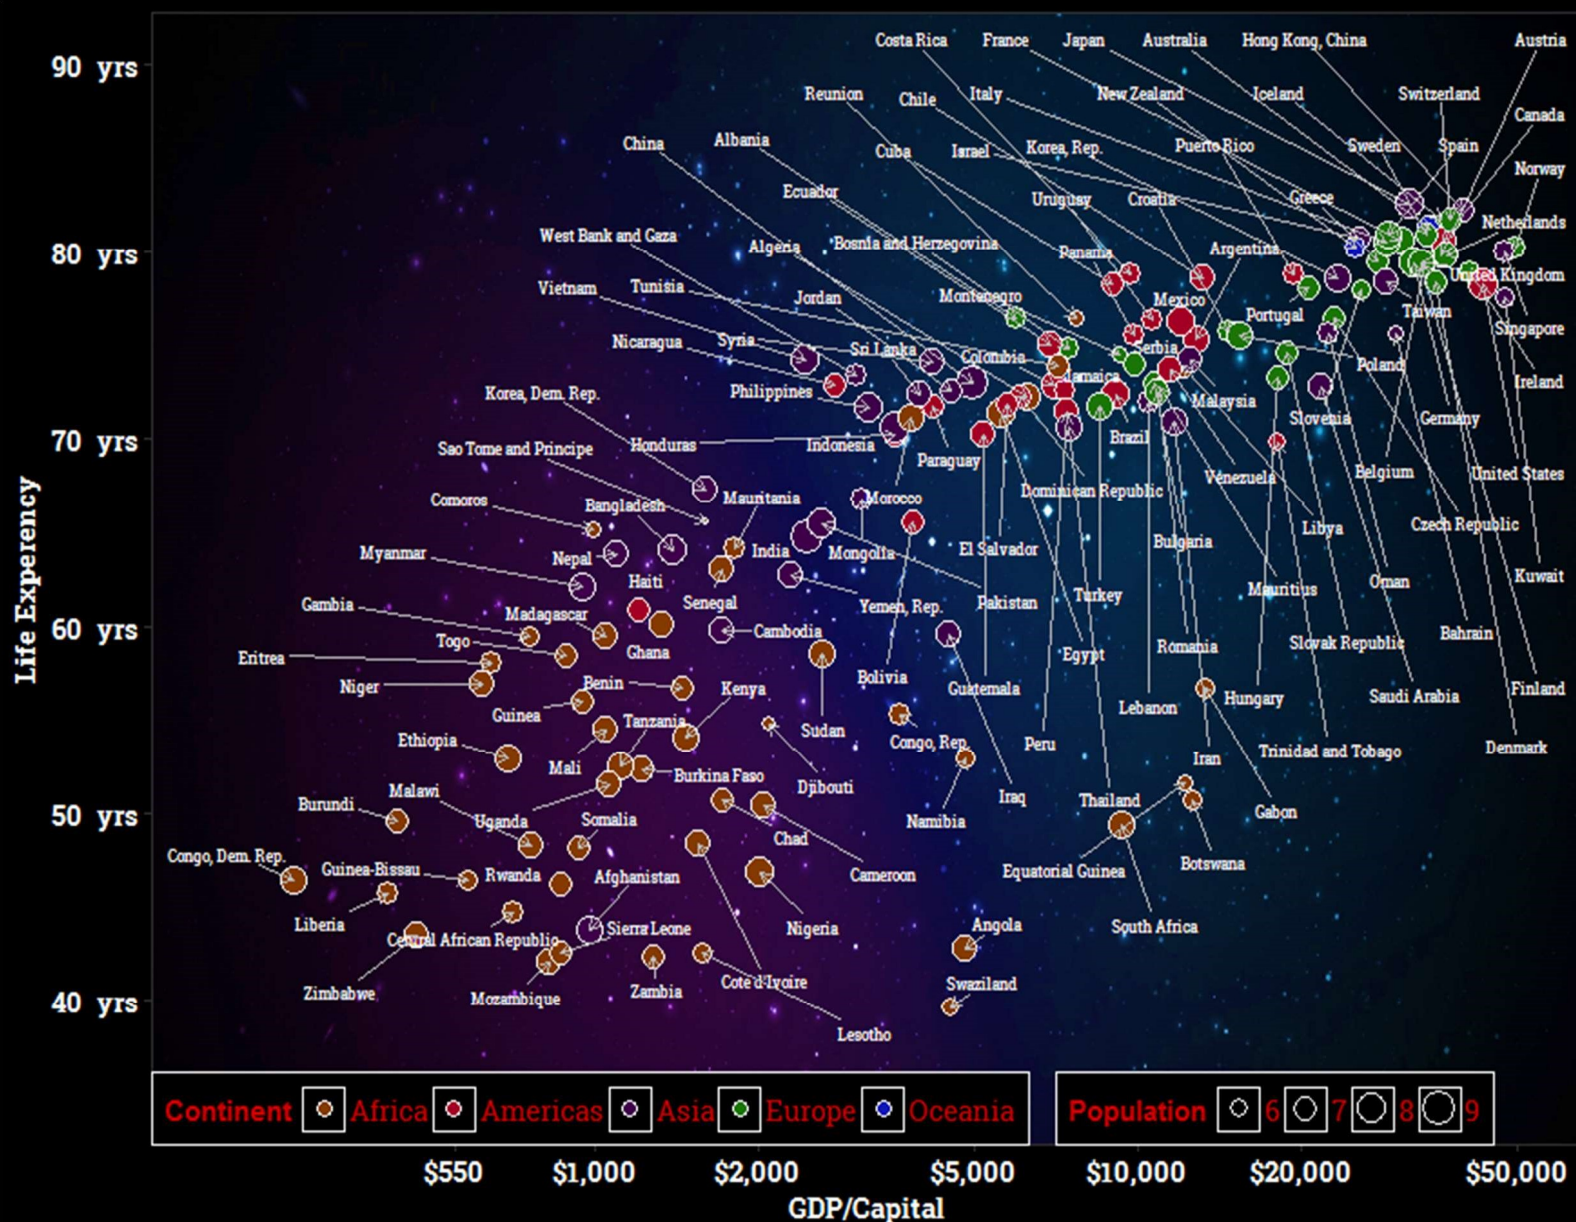 Costa Rica France Japan Australia Hong Kong, China Austria
90 yrs
Reunion Chile Italy New Zealand Iceland Switzerland
Canada
China Albania Cuba Israel Korea, Rep. Puerto Rico Sweden Spain
Norway
Ecuador Uruguay Croatia Greece
Netherlands
West Bank and Gaza Algeria Bosnia and Herzegovina Panama Argentina
80 yrs
United Kingdom
Vietnam Tunisia Jordan Montenegro Mexico
Portugal Taiwan
Singapore
Nicaragua Syria Sri Lanka Colombia Serbia
Poland
Jamaica
Ireland
Korea, Dem. Rep. Philippines Malaysia
Slovenia Germany
70 yrs
Sao Tome and Principe Honduras Indonesia Paraguay Brazil
Venezuela Belgium United States
Comoros Bangladesh Mauritania Morocco Dominican Republic
Libya Czech Republic
Myanmar Nepal India Mongolia El Salvador Bulgaria
Haiti Mauritius Oman Kuwait
Gambia Madagascar Senegal Yemen, Rep. Pakistan Turkey
60 yrs
Togo Cambodia Slovak Republic Bahrain
Eritrea Ghana Egypt Romania
Niger Benin Kenya Bolivia Guatemala
Hungary Saudi Arabia Finland
Guinea Tanzania Sudan Lebanon
Ethiopia Congo, Rep. Peru
Trinidad and Tobago Denmark
Mali Burkina Faso Djibouti Iran
Malawi Iraq
Burundi Thailand Gabon
50 yrs
Uganda Somalia Namibia
Chad
Congo, Dem. Rep. Botswana
Guinea-Bissau Rwanda Afghanistan Cameroon Equatorial Guinea
Liberia Sierra Leone Nigeria Angola South Africa
Central African Republic
Zimbabwe Mozambique Zambia Cote d'Ivoire Swaziland
40 yrs
Lesotho
Life Experency
Continent Africa Americas Asia Europe Oceania
Population 6 7 8 9
$550 $1,000 $2,000 $5,000 $10,000 $20,000 $50,000
GDP/Capital